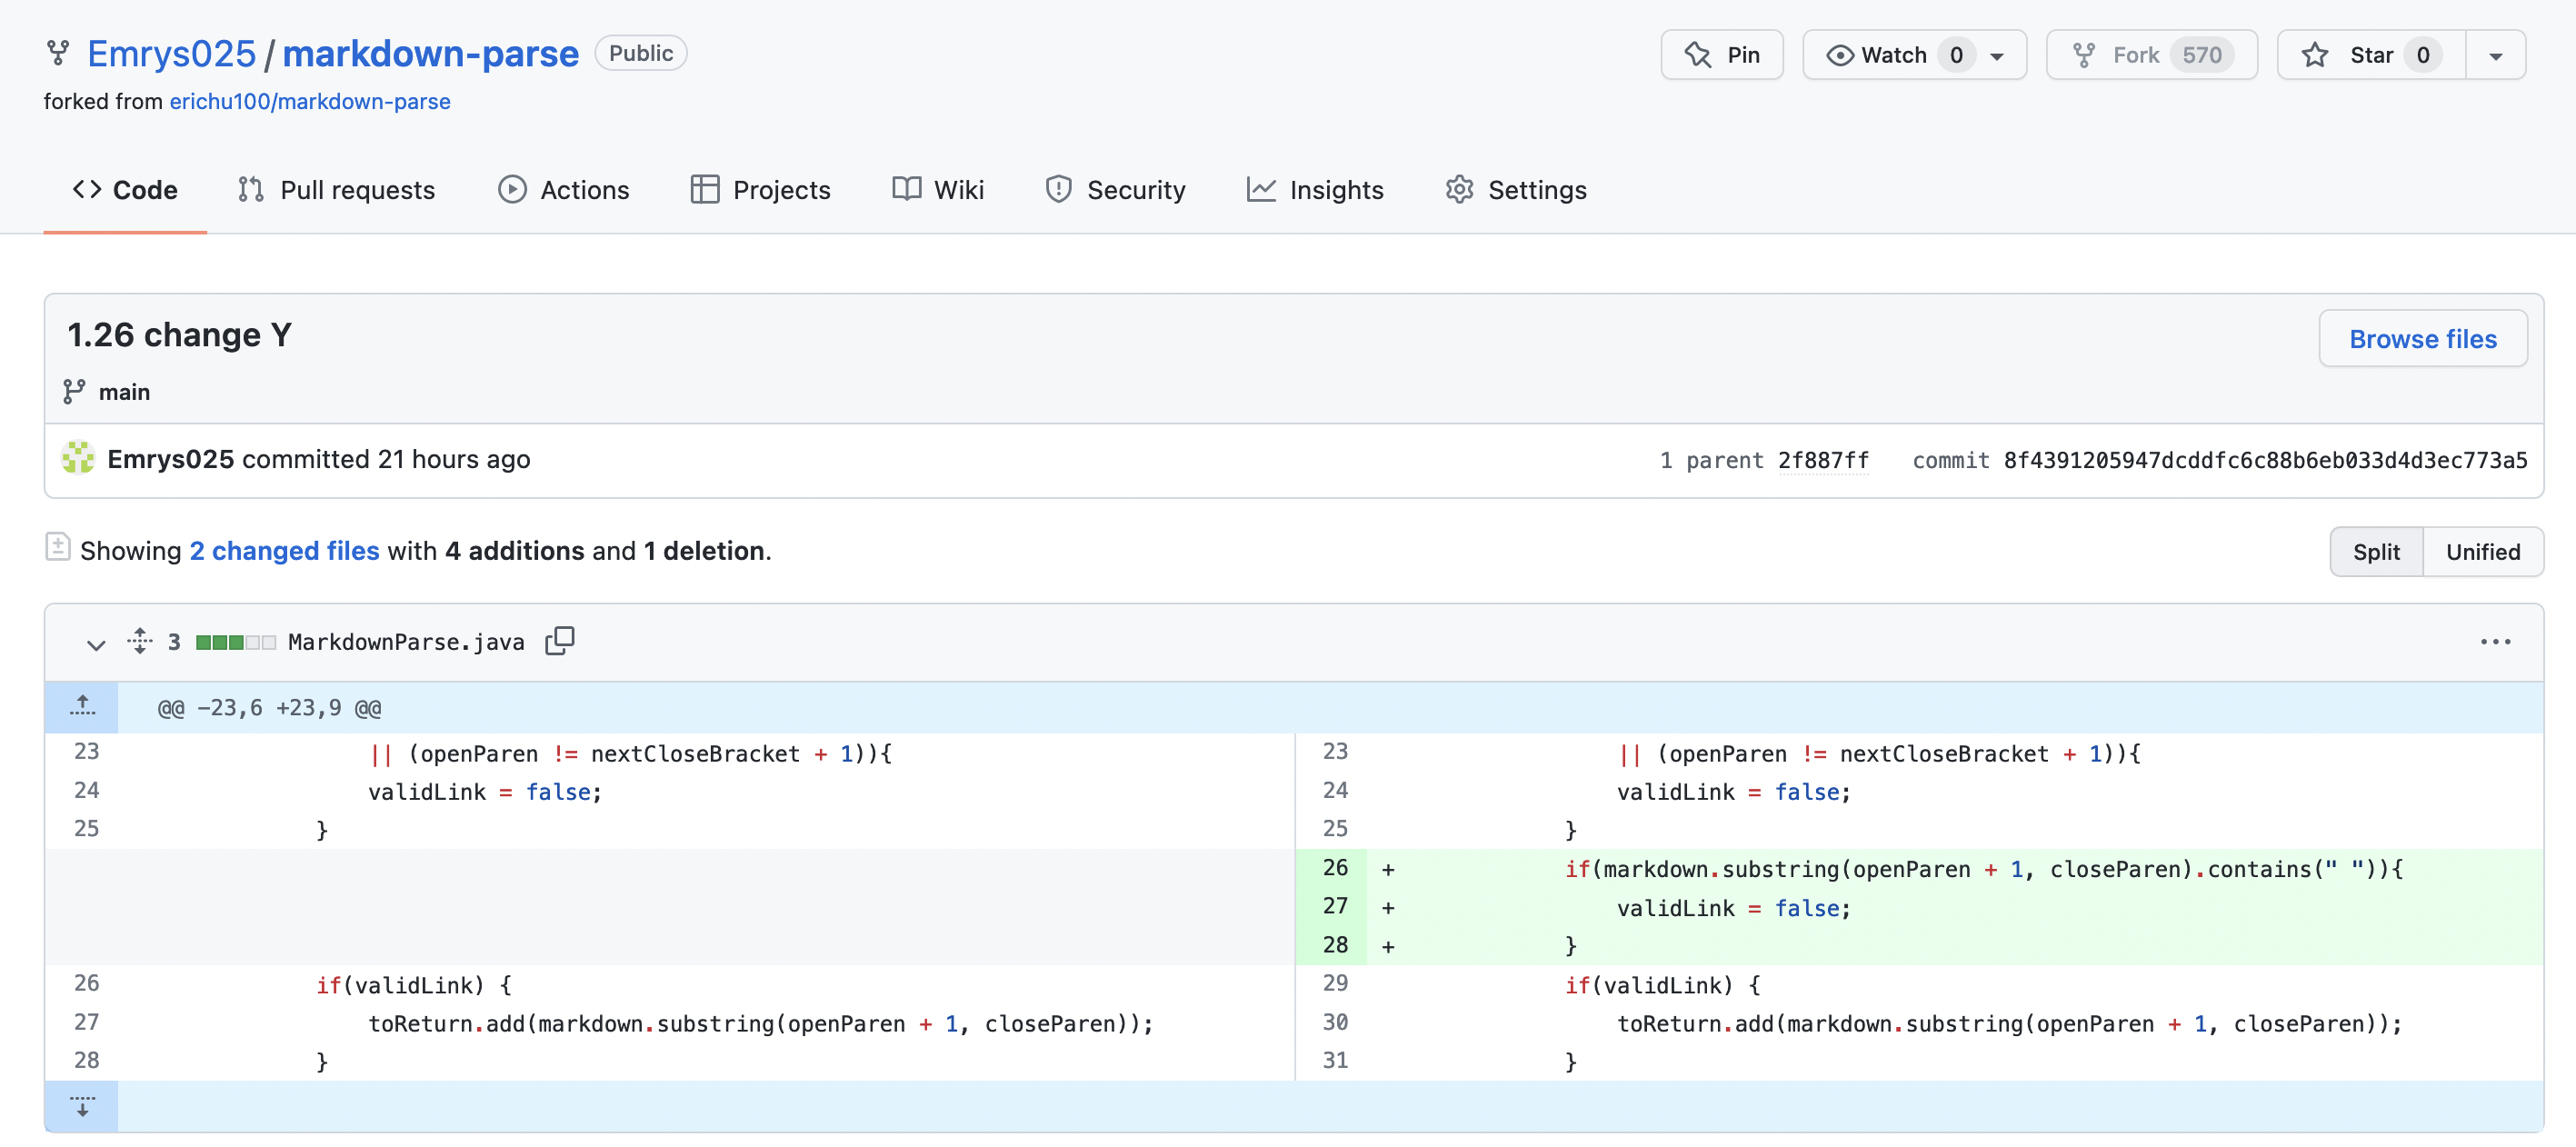 Emrys025 / markdown-parse Public Pin Watch 0 Fork 570 Star 0
forked from erichu100/markdown-parse
Code Pull requests Actions Projects Wiki Security Insights Settings
1.26 change Y Browse files
main
Emrys025 committed 21 hours ago 1 parent 2f887ff commit 8f4391205947dcddfc6c88b6eb033d4d3ec773a5
Showing 2 changed files with 4 additions and 1 deletion. Split Unified
3 MarkdownParse.java
@@ -23,6 +23,9 @@
23 || (openParen != nextCloseBracket + 1)){ 23 || (openParen != nextCloseBracket + 1)){
24 validLink = false; 24 validLink = false;
25 } 25 }
26 + if(markdown.substring(openParen + 1, closeParen).contains(" ")){
27 + validLink = false;
28 + }
26 if(validLink) { 29 if(validLink) {
27 toReturn.add(markdown.substring(openParen + 1, closeParen)); 30 toReturn.add(markdown.substring(openParen + 1, closeParen));
28 } 31 }